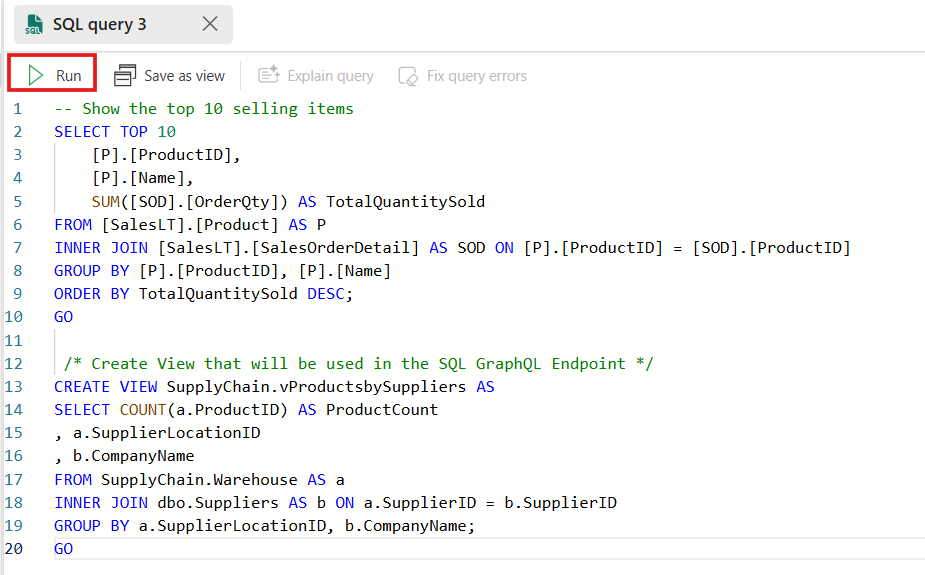 SQL query 3
Run Save as view Explain query Fix query errors
1 -- Show the top 10 selling items
2 SELECT TOP 10
3 [P].[ProductID],
4 [P].[Name],
5 SUM([SOD].[OrderQty]) AS TotalQuantitySold
6 FROM [SalesLT].[Product] AS P
7 INNER JOIN [SalesLT].[SalesOrderDetail] AS SOD ON [P].[ProductID] = [SOD].[ProductID]
8 GROUP BY [P].[ProductID], [P].[Name]
9 ORDER BY TotalQuantitySold DESC;
10 GO
11
12 /* Create View that will be used in the SQL GraphQL Endpoint */
13 CREATE VIEW SupplyChain.vProductsbySuppliers AS
14 SELECT COUNT(a.ProductID) AS ProductCount
15 , a.SupplierLocationID
16 , b.CompanyName
17 FROM SupplyChain.Warehouse AS a
18 INNER JOIN dbo.Suppliers AS b ON a.SupplierID = b.SupplierID
19 GROUP BY a.SupplierLocationID, b.CompanyName;
20 GO